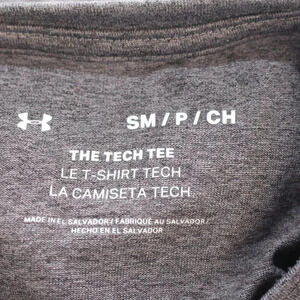 SM / P / CH
THE TECH TEE
LE T-SHIRT TECH
LA CAMISETA TECH
MADE IN EL SALVADOR / FABRIQUÉ AU SALVADOR /
HECHO EN EL SALVADOR